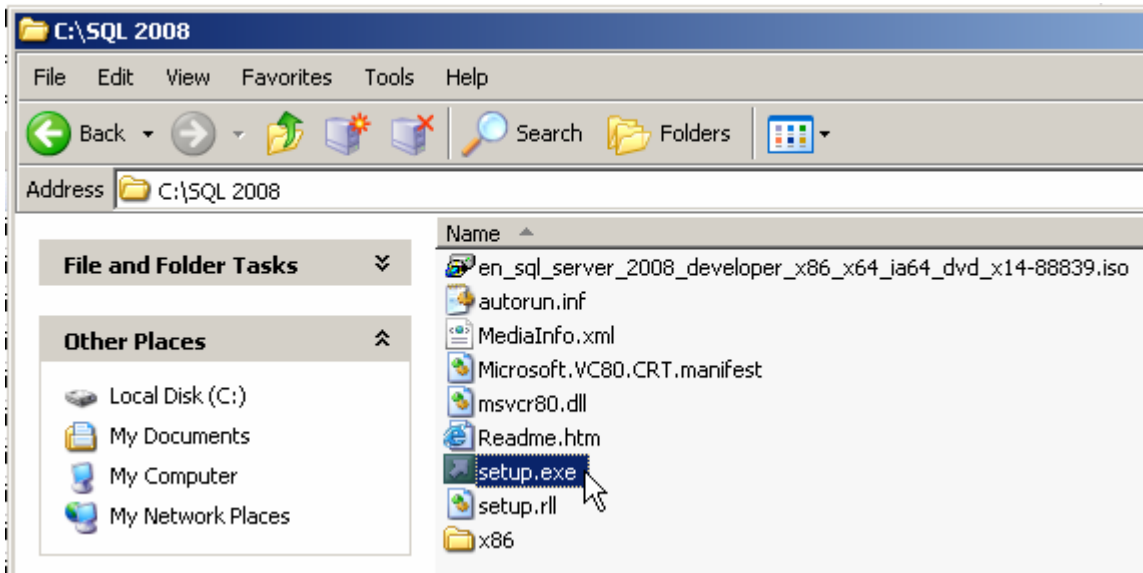 C:\SQL 2008
File Edit View Favorites Tools Help
Back Search Folders
Address C:\SQL 2008
File and Folder Tasks
Other Places
Local Disk (C:)
My Documents
My Computer
My Network Places
Name
en_sql_server_2008_developer_x86_x64_ia64_dvd_x14-88839.iso
autorun.inf
MediaInfo.xml
Microsoft.VC80.CRT.manifest
msvcr80.dll
Readme.htm
setup.exe
setup.rll
x86